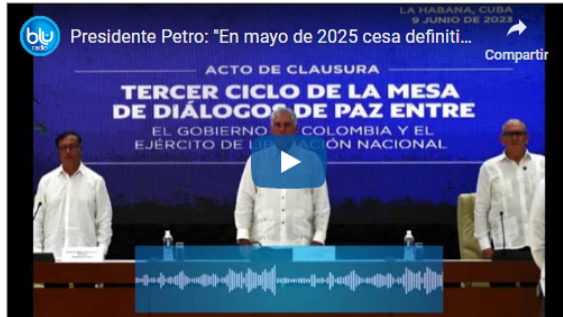 LA HABANA, CUBA
9 JUNIO DE 2023
blu
radio
Presidente Petro: "En mayo de 2025 cesa definiti...
Compartir
ACTO DE CLAUSURA
TERCER CICLO DE LA MESA
DE DIÁLOGOS DE PAZ ENTRE
EL GOBIERNO DE COLOMBIA Y EL
EJÉRCITO DE LIBERACIÓN NACIONAL